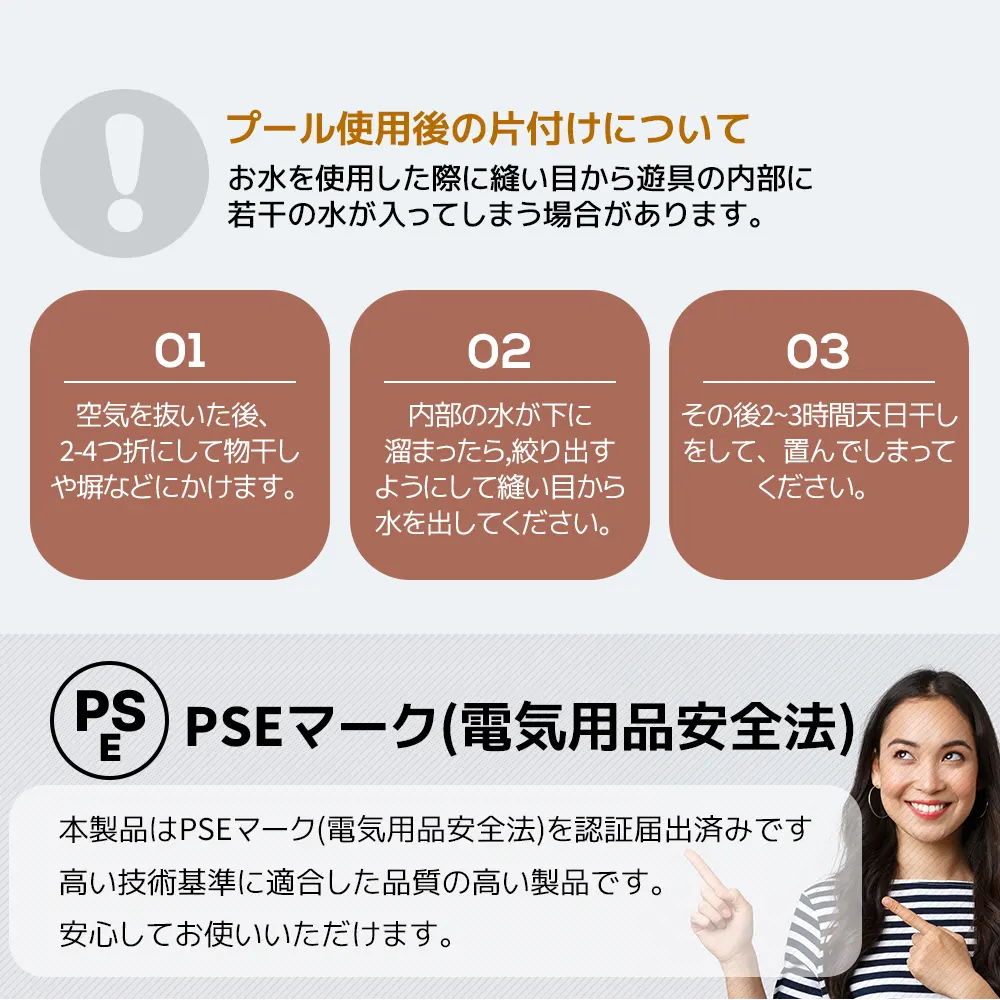 プール使用後の片付けについて
お水を使用した際に縫い目から遊具の内部に
若干の水が入ってしまう場合があります。
01
空気を抜いた後、
2-4つ折にして物干し
や塀などにかけます。
02
内部の水が下に
溜まったら,絞り出す
ようにして縫い目から
水を出してください。
03
その後2~3時間天日干し
をして、置んでしまって
ください。
PS
E
PSEマーク(電気用品安全法)
本製品はPSEマーク(電気用品安全法)を認証届出済みです
高い技術基準に適合した品質の高い製品です。
安心してお使いいただけます。